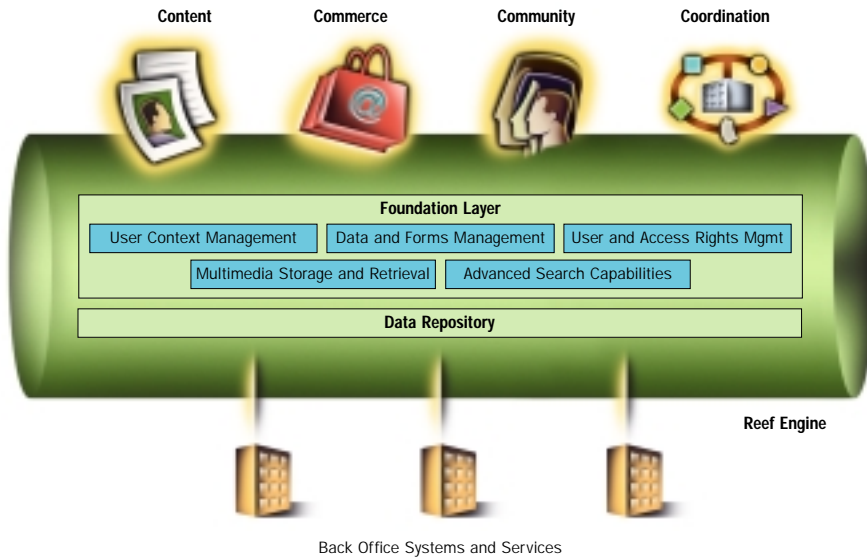 Content Commerce Community Coordination
@
Foundation Layer
User Context Management Data and Forms Management User and Access Rights Mgmt
Multimedia Storage and Retrieval Advanced Search Capabilities
Data Repository
Reef Engine
Back Office Systems and Services